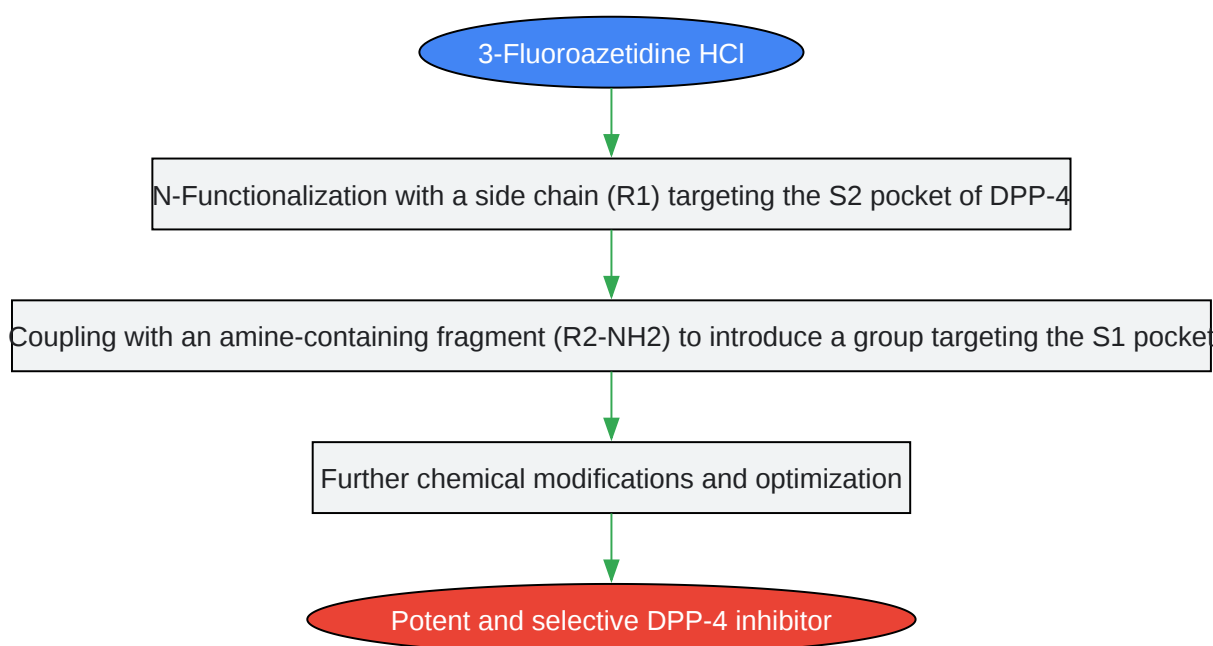 3-Fluoroazetidine HCl
N-Functionalization with a side chain (R1) targeting the S2 pocket of DPP-4
Coupling with an amine-containing fragment (R2-NH2) to introduce a group targeting the S1 pocket
Further chemical modifications and optimization
Potent and selective DPP-4 inhibitor